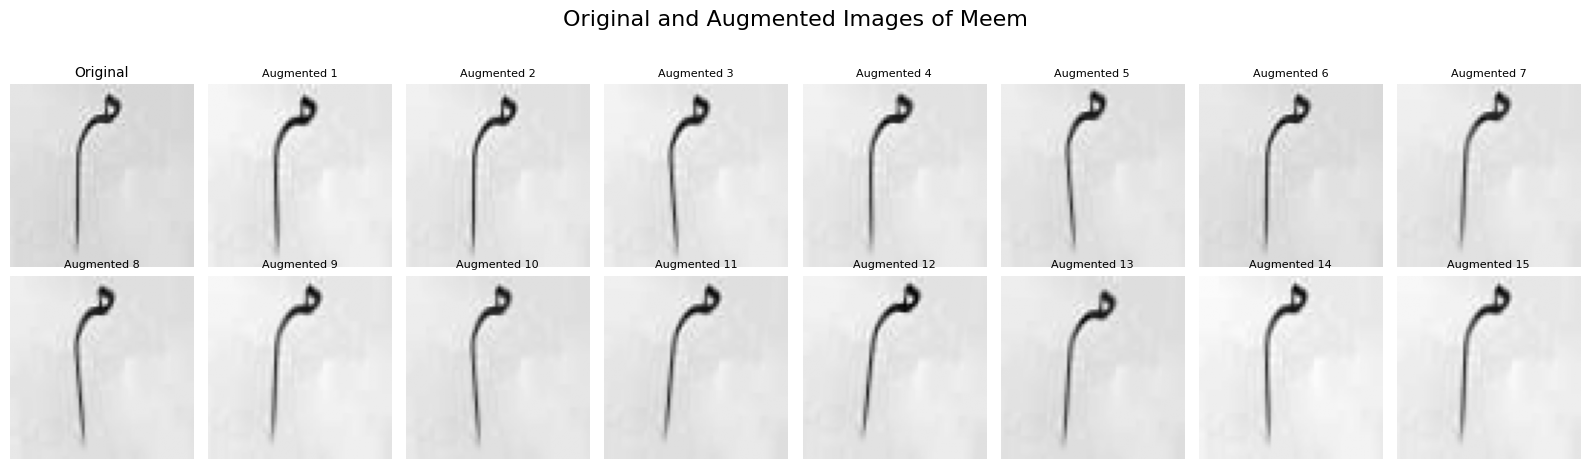 Original and Augmented Images of Meem
Original Augmented 1 Augmented 2 Augmented 3 Augmented 4 Augmented 5 Augmented 6 Augmented 7
م م م م م م م م
Augmented 8 Augmented 9 Augmented 10 Augmented 11 Augmented 12 Augmented 13 Augmented 14 Augmented 15
م م م م م م م م